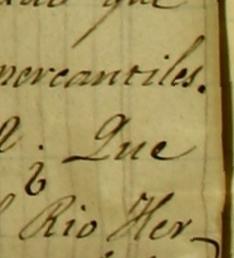 que
mercantiles.
Que
Rio Her-